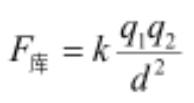 F库 = k q₁q₂ / d²